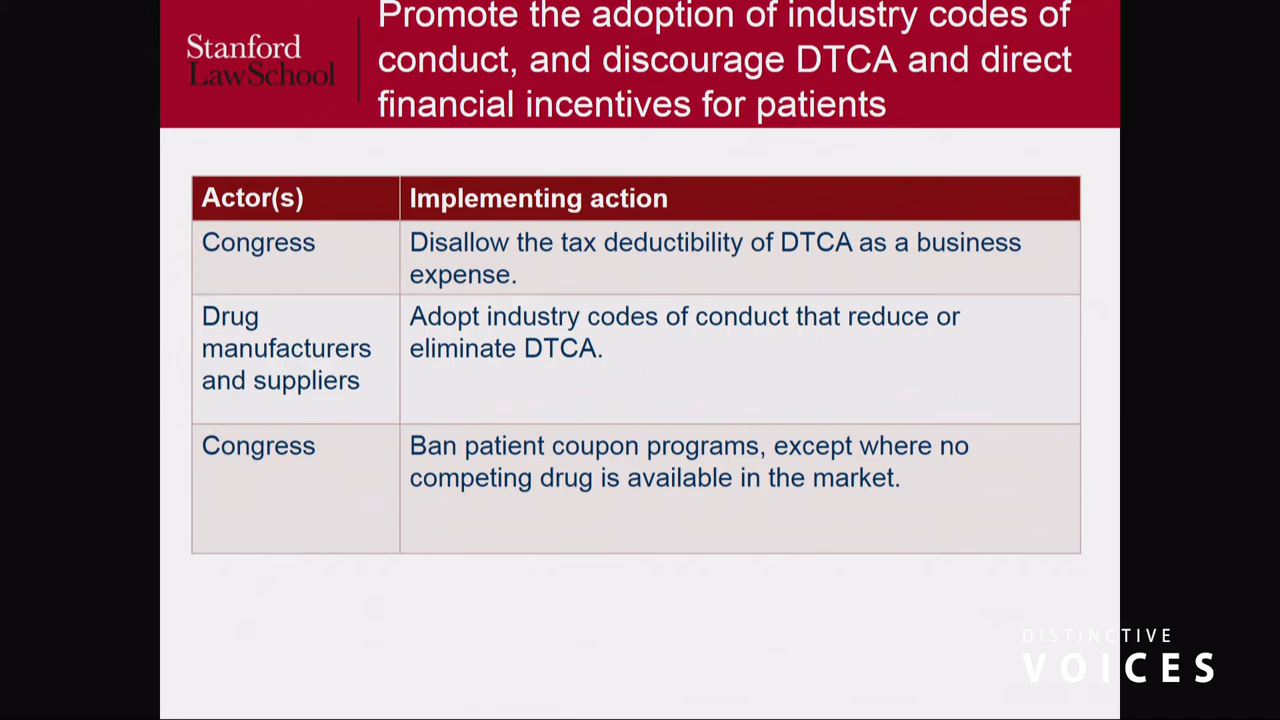 Stanford
LawSchool
Promote the adoption of industry codes of
conduct, and discourage DTCA and direct
financial incentives for patients
Actor(s)
Implementing action
Congress
Disallow the tax deductibility of DTCA as a business
expense.
Drug
manufacturers
and suppliers
Adopt industry codes of conduct that reduce or
eliminate DTCA.
Congress
Ban patient coupon programs, except where no
competing drug is available in the market.
DISTINCTIVE
VOICES